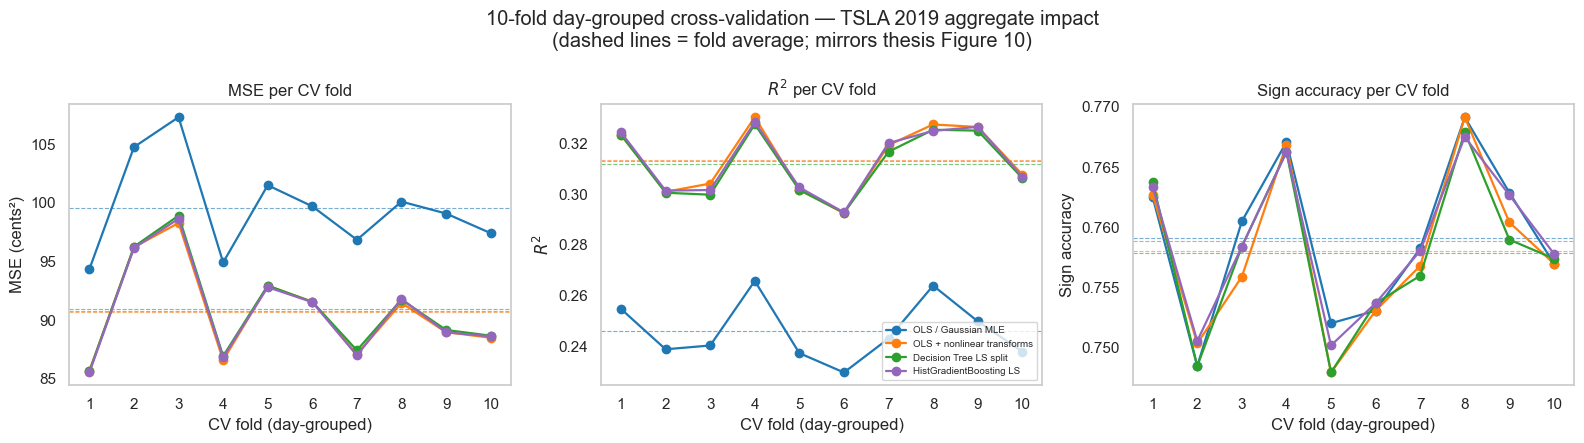 10-fold day-grouped cross-validation — TSLA 2019 aggregate impact
(dashed lines = fold average; mirrors thesis Figure 10)
MSE per CV fold
MSE (cents²)
105
100
95
90
85
1 2 3 4 5 6 7 8 9 10
CV fold (day-grouped)
R² per CV fold
R²
0.32
0.30
0.28
0.26
0.24
OLS / Gaussian MLE
OLS + nonlinear transforms
Decision Tree LS split
HistGradientBoosting LS
1 2 3 4 5 6 7 8 9 10
CV fold (day-grouped)
Sign accuracy per CV fold
Sign accuracy
0.770
0.765
0.760
0.755
0.750
1 2 3 4 5 6 7 8 9 10
CV fold (day-grouped)